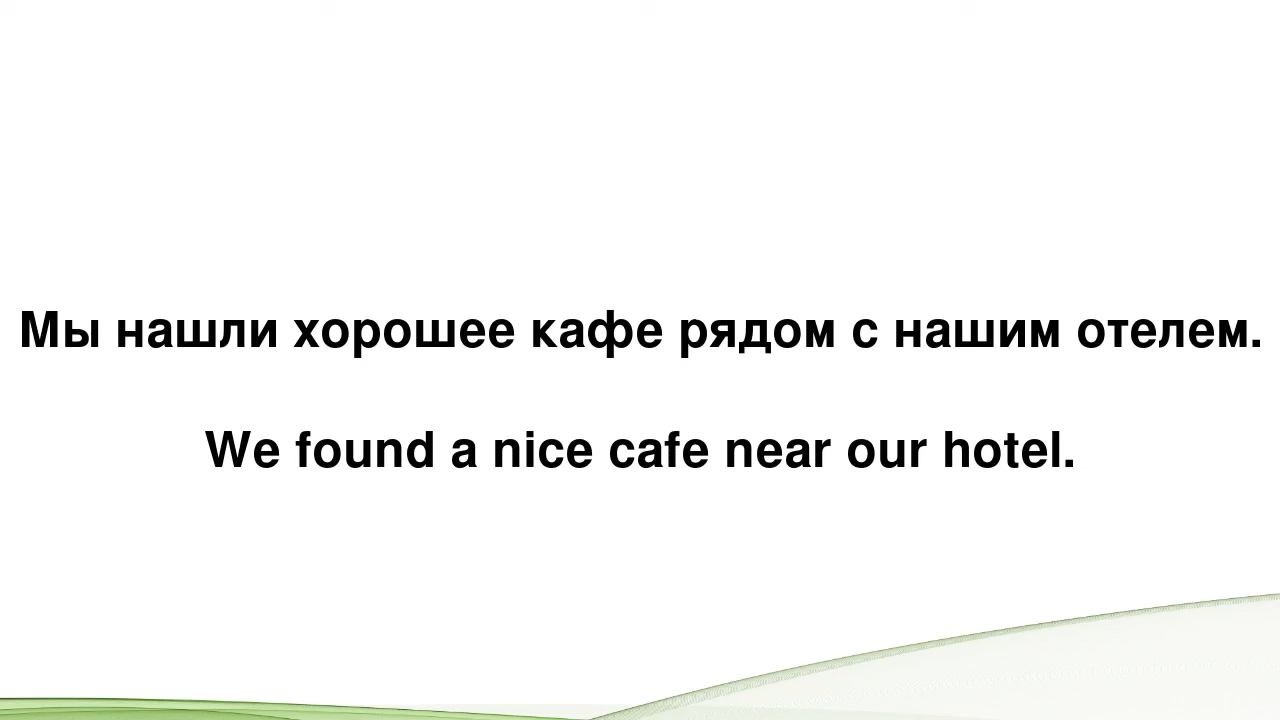 Мы нашли хорошее кафе рядом с нашим отелем.
We found a nice cafe near our hotel.